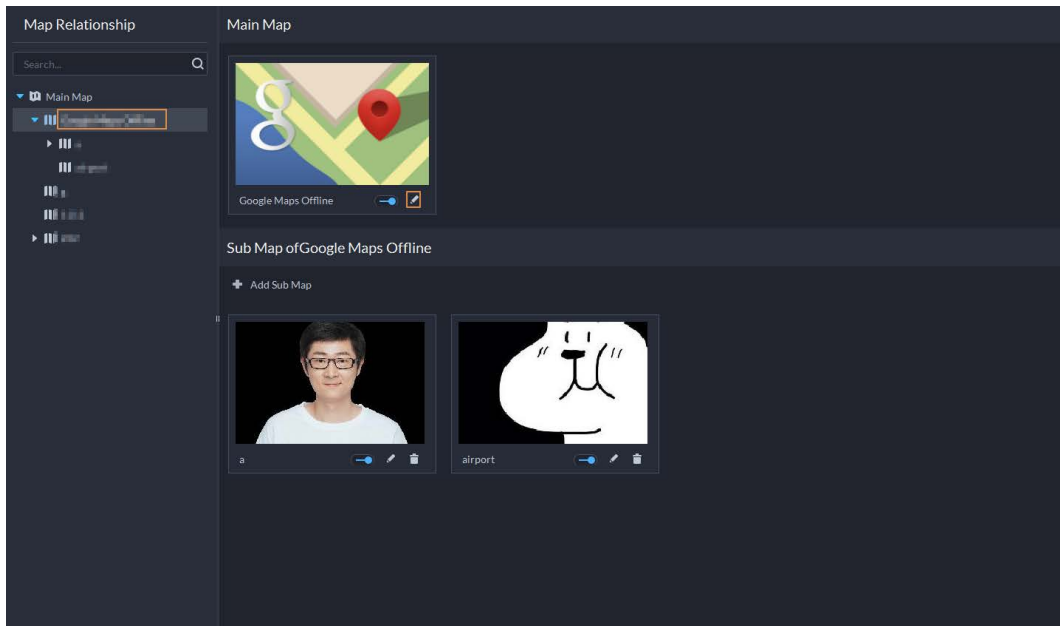 Map Relationship
Main Map
Search...
Main Map
Google Maps Offline
Sub Map ofGoogle Maps Offline
Add Sub Map
a
airport